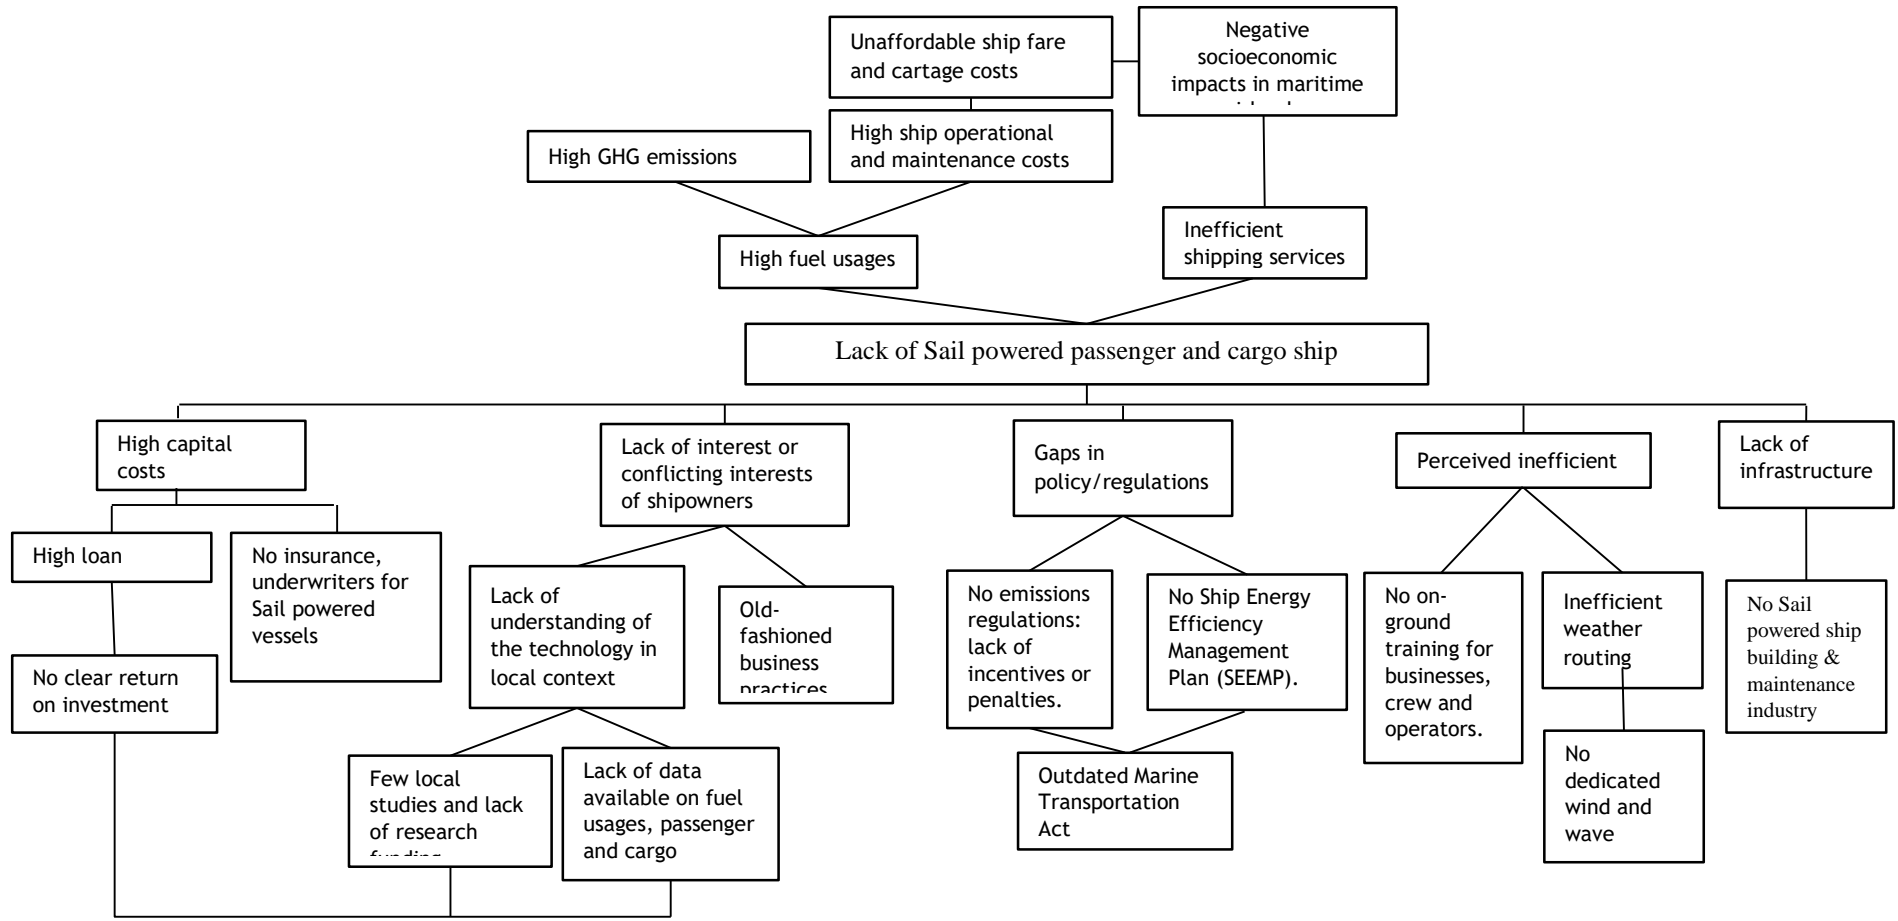 Unaffordable ship fare
and cartage costs
Negative
socioeconomic
impacts in maritime
High GHG emissions
High ship operational
and maintenance costs
High fuel usages
Inefficient
shipping services
Lack of Sail powered passenger and cargo ship
High capital
costs
Lack of interest or
conflicting interests
of shipowners
Gaps in
policy/regulations
Perceived inefficient
Lack of
infrastructure
High loan
No insurance,
underwriters for
Sail powered
vessels
Lack of
understanding of
the technology in
local context
Old-
fashioned
business
practices
No emissions
regulations:
lack of
incentives or
penalties.
No Ship Energy
Efficiency
Management
Plan (SEEMP).
No on-
ground
training for
businesses,
crew and
operators.
Inefficient
weather
routing
No Sail
powered ship
building &
maintenance
industry
No clear return
on investment
Few local
studies and lack
of research
Lack of data
available on fuel
usages, passenger
and cargo
Outdated Marine
Transportation
Act
No
dedicated
wind and
wave